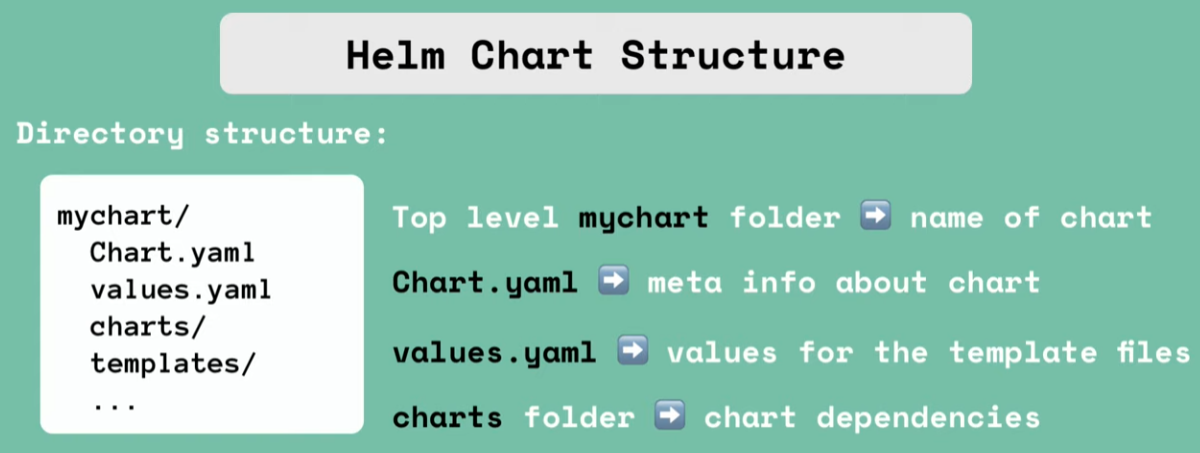 Helm Chart Structure
Directory structure:
mychart/
Chart.yaml
values.yaml
charts/
templates/
...
Top level mychart folder ➡️ name of chart
Chart.yaml ➡️ meta info about chart
values.yaml ➡️ values for the template files
charts folder ➡️ chart dependencies